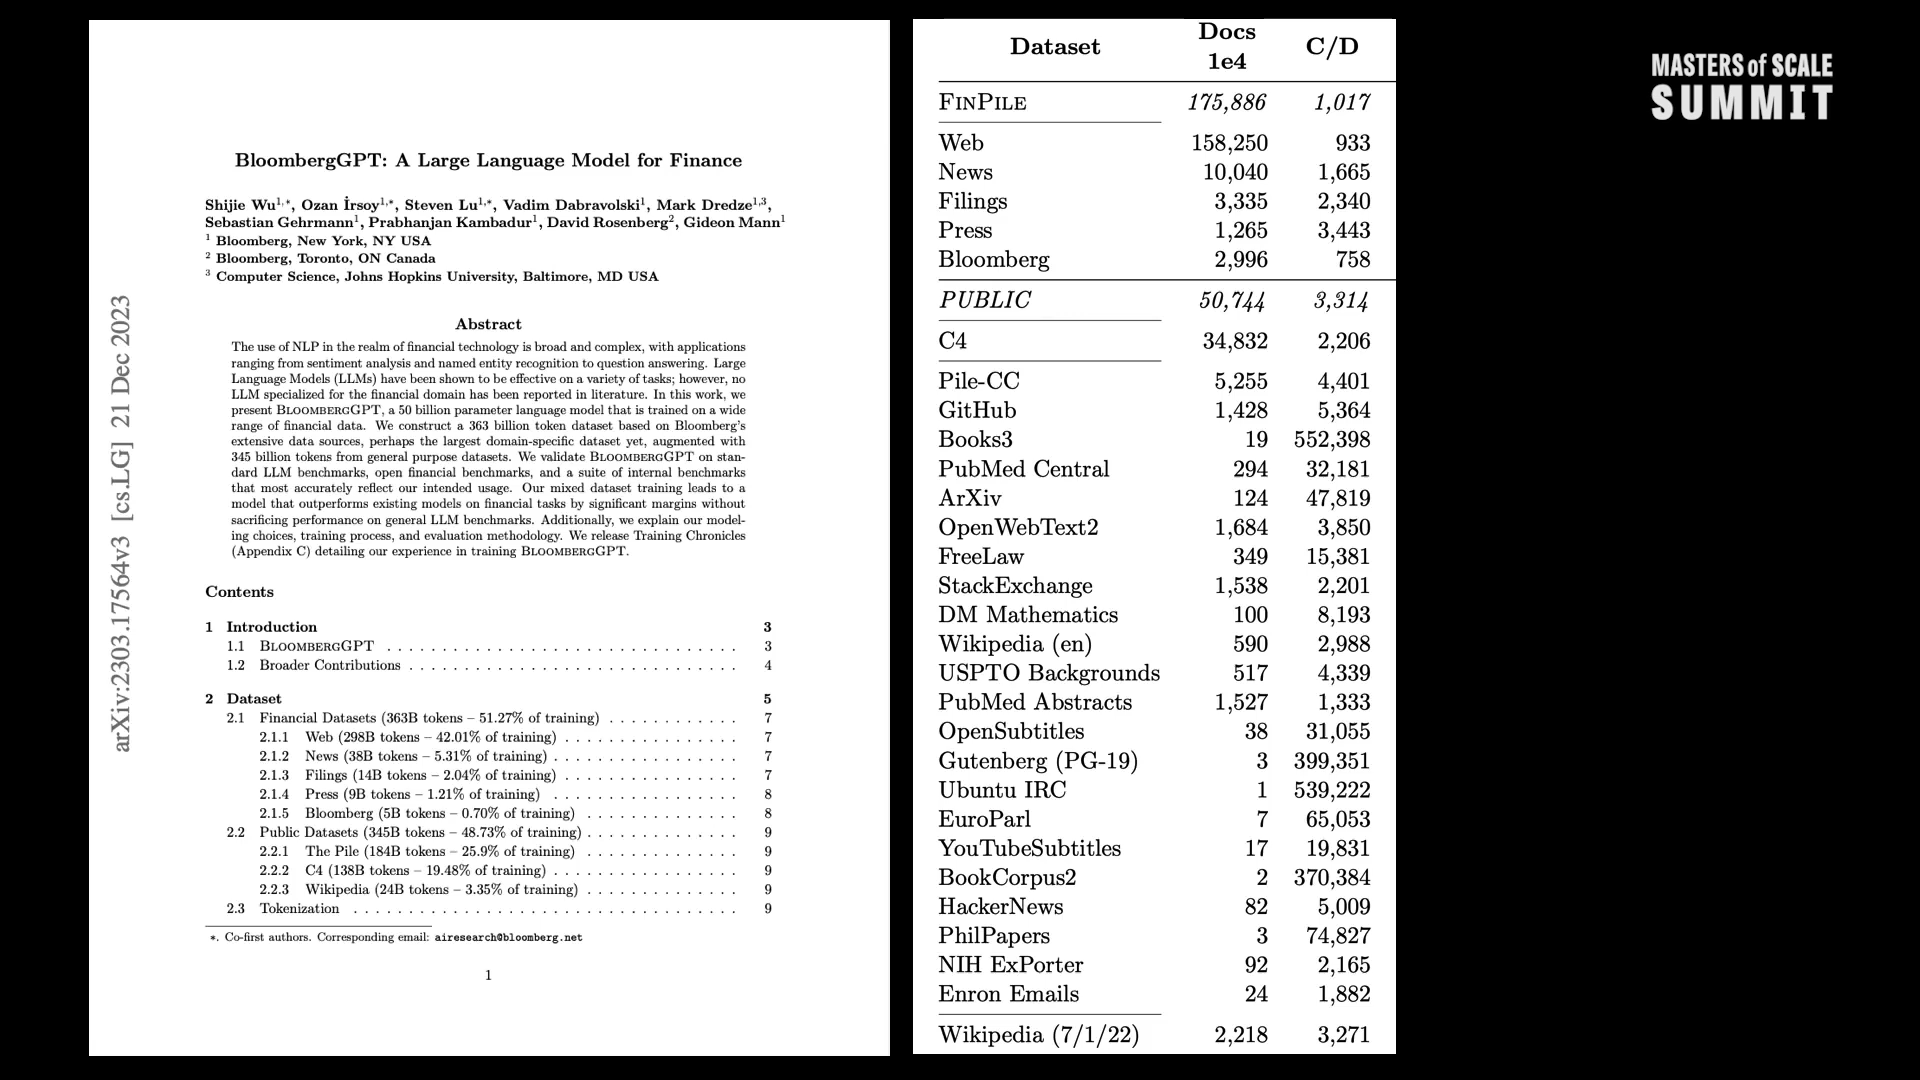 BloombergGPT: A Large Language Model for Finance
Shijie Wu1,*, Ozan İrsoy1,*, Steven Lu1,*, Vadim Dabravolski1, Mark Dredze1,3,
Sebastian Gehrmann1, Prabhanjan Kambadur1, David Rosenberg2, Gideon Mann1
1 Bloomberg, New York, NY USA
2 Bloomberg, Toronto, ON Canada
3 Computer Science, Johns Hopkins University, Baltimore, MD USA
arXiv:2303.17564v3 [cs.LG] 21 Dec 2023
Abstract
The use of NLP in the realm of financial technology is broad and complex, with applications
ranging from sentiment analysis and named entity recognition to question answering. Large
Language Models (LLMs) have been shown to be effective on a variety of tasks; however, no
LLM specialized for the financial domain has been reported in literature. In this work, we
present BLOOMBERGGPT, a 50 billion parameter language model that is trained on a wide
range of financial data. We construct a 363 billion token dataset based on Bloomberg's
extensive data sources, perhaps the largest domain-specific dataset yet, augmented with
345 billion tokens from general purpose datasets. We validate BLOOMBERGGPT on stan-
dard LLM benchmarks, open financial benchmarks, and a suite of internal benchmarks
that most accurately reflect our intended usage. Our mixed dataset training leads to a
model that outperforms existing models on financial tasks by significant margins without
sacrificing performance on general LLM benchmarks. Additionally, we explain our model-
ing choices, training process, and evaluation methodology. We release Training Chronicles
(Appendix C) detailing our experience in training BLOOMBERGGPT.
Contents
1 Introduction 3
1.1 BLOOMBERGGPT . . . . . . . . . . . . . . . . . . . . . . . . . . . . . . . . 3
1.2 Broader Contributions . . . . . . . . . . . . . . . . . . . . . . . . . . . . . . 4
2 Dataset 5
2.1 Financial Datasets (363B tokens – 51.27% of training) . . . . . . . . . . . . 7
2.1.1 Web (298B tokens – 42.01% of training) . . . . . . . . . . . . . . . . 7
2.1.2 News (38B tokens – 5.31% of training) . . . . . . . . . . . . . . . . . 7
2.1.3 Filings (14B tokens – 2.04% of training) . . . . . . . . . . . . . . . . 7
2.1.4 Press (9B tokens – 1.21% of training) . . . . . . . . . . . . . . . . . 8
2.1.5 Bloomberg (5B tokens – 0.70% of training) . . . . . . . . . . . . . . 8
2.2 Public Datasets (345B tokens – 48.73% of training) . . . . . . . . . . . . . . 9
2.2.1 The Pile (184B tokens – 25.9% of training) . . . . . . . . . . . . . . 9
2.2.2 C4 (138B tokens – 19.48% of training) . . . . . . . . . . . . . . . . . 9
2.2.3 Wikipedia (24B tokens – 3.35% of training) . . . . . . . . . . . . . . 9
2.3 Tokenization . . . . . . . . . . . . . . . . . . . . . . . . . . . . . . . . . . . 9
*. Co-first authors. Corresponding email: airesearch@bloomberg.net
1
Dataset Docs 1e4 C/D
FINPILE 175,886 1,017
Web 158,250 933
News 10,040 1,665
Filings 3,335 2,340
Press 1,265 3,443
Bloomberg 2,996 758
PUBLIC 50,744 3,314
C4 34,832 2,206
Pile-CC 5,255 4,401
GitHub 1,428 5,364
Books3 19 552,398
PubMed Central 294 32,181
ArXiv 124 47,819
OpenWebText2 1,684 3,850
FreeLaw 349 15,381
StackExchange 1,538 2,201
DM Mathematics 100 8,193
Wikipedia (en) 590 2,988
USPTO Backgrounds 517 4,339
PubMed Abstracts 1,527 1,333
OpenSubtitles 38 31,055
Gutenberg (PG-19) 3 399,351
Ubuntu IRC 1 539,222
EuroParl 7 65,053
YouTubeSubtitles 17 19,831
BookCorpus2 2 370,384
HackerNews 82 5,009
PhilPapers 3 74,827
NIH ExPorter 92 2,165
Enron Emails 24 1,882
Wikipedia (7/1/22) 2,218 3,271
MASTERS of SCALE
SUMMIT